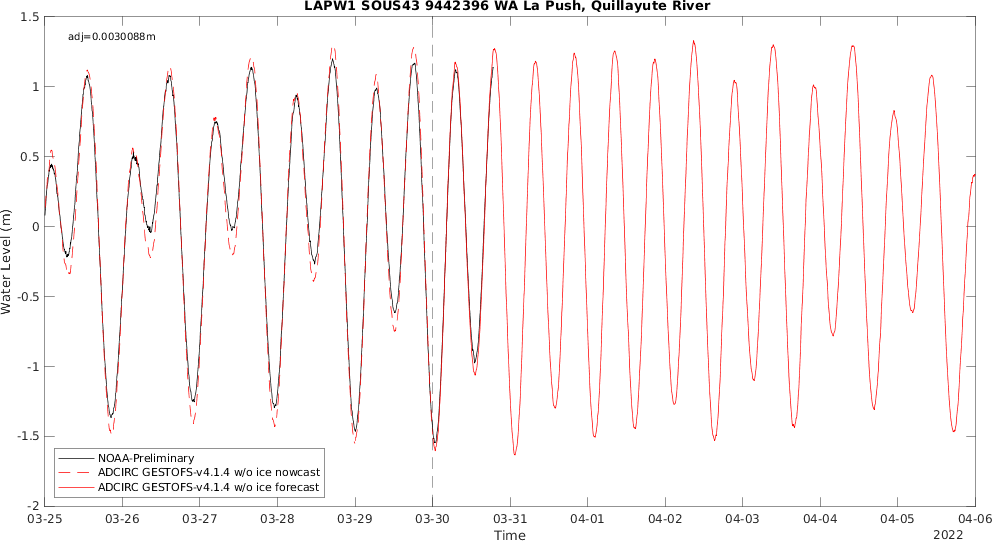 LAPW1 SOUS43 9442396 WA La Push, Quillayute River
adj=0.0030088m
1.5
1
0.5
0
-0.5
-1
-1.5
-2
Water Level (m)
NOAA-Preliminary
ADCIRC GESTOFS-v4.1.4 w/o ice nowcast
ADCIRC GESTOFS-v4.1.4 w/o ice forecast
03-25 03-26 03-27 03-28 03-29 03-30 03-31 04-01 04-02 04-03 04-04 04-05 04-06
Time
2022